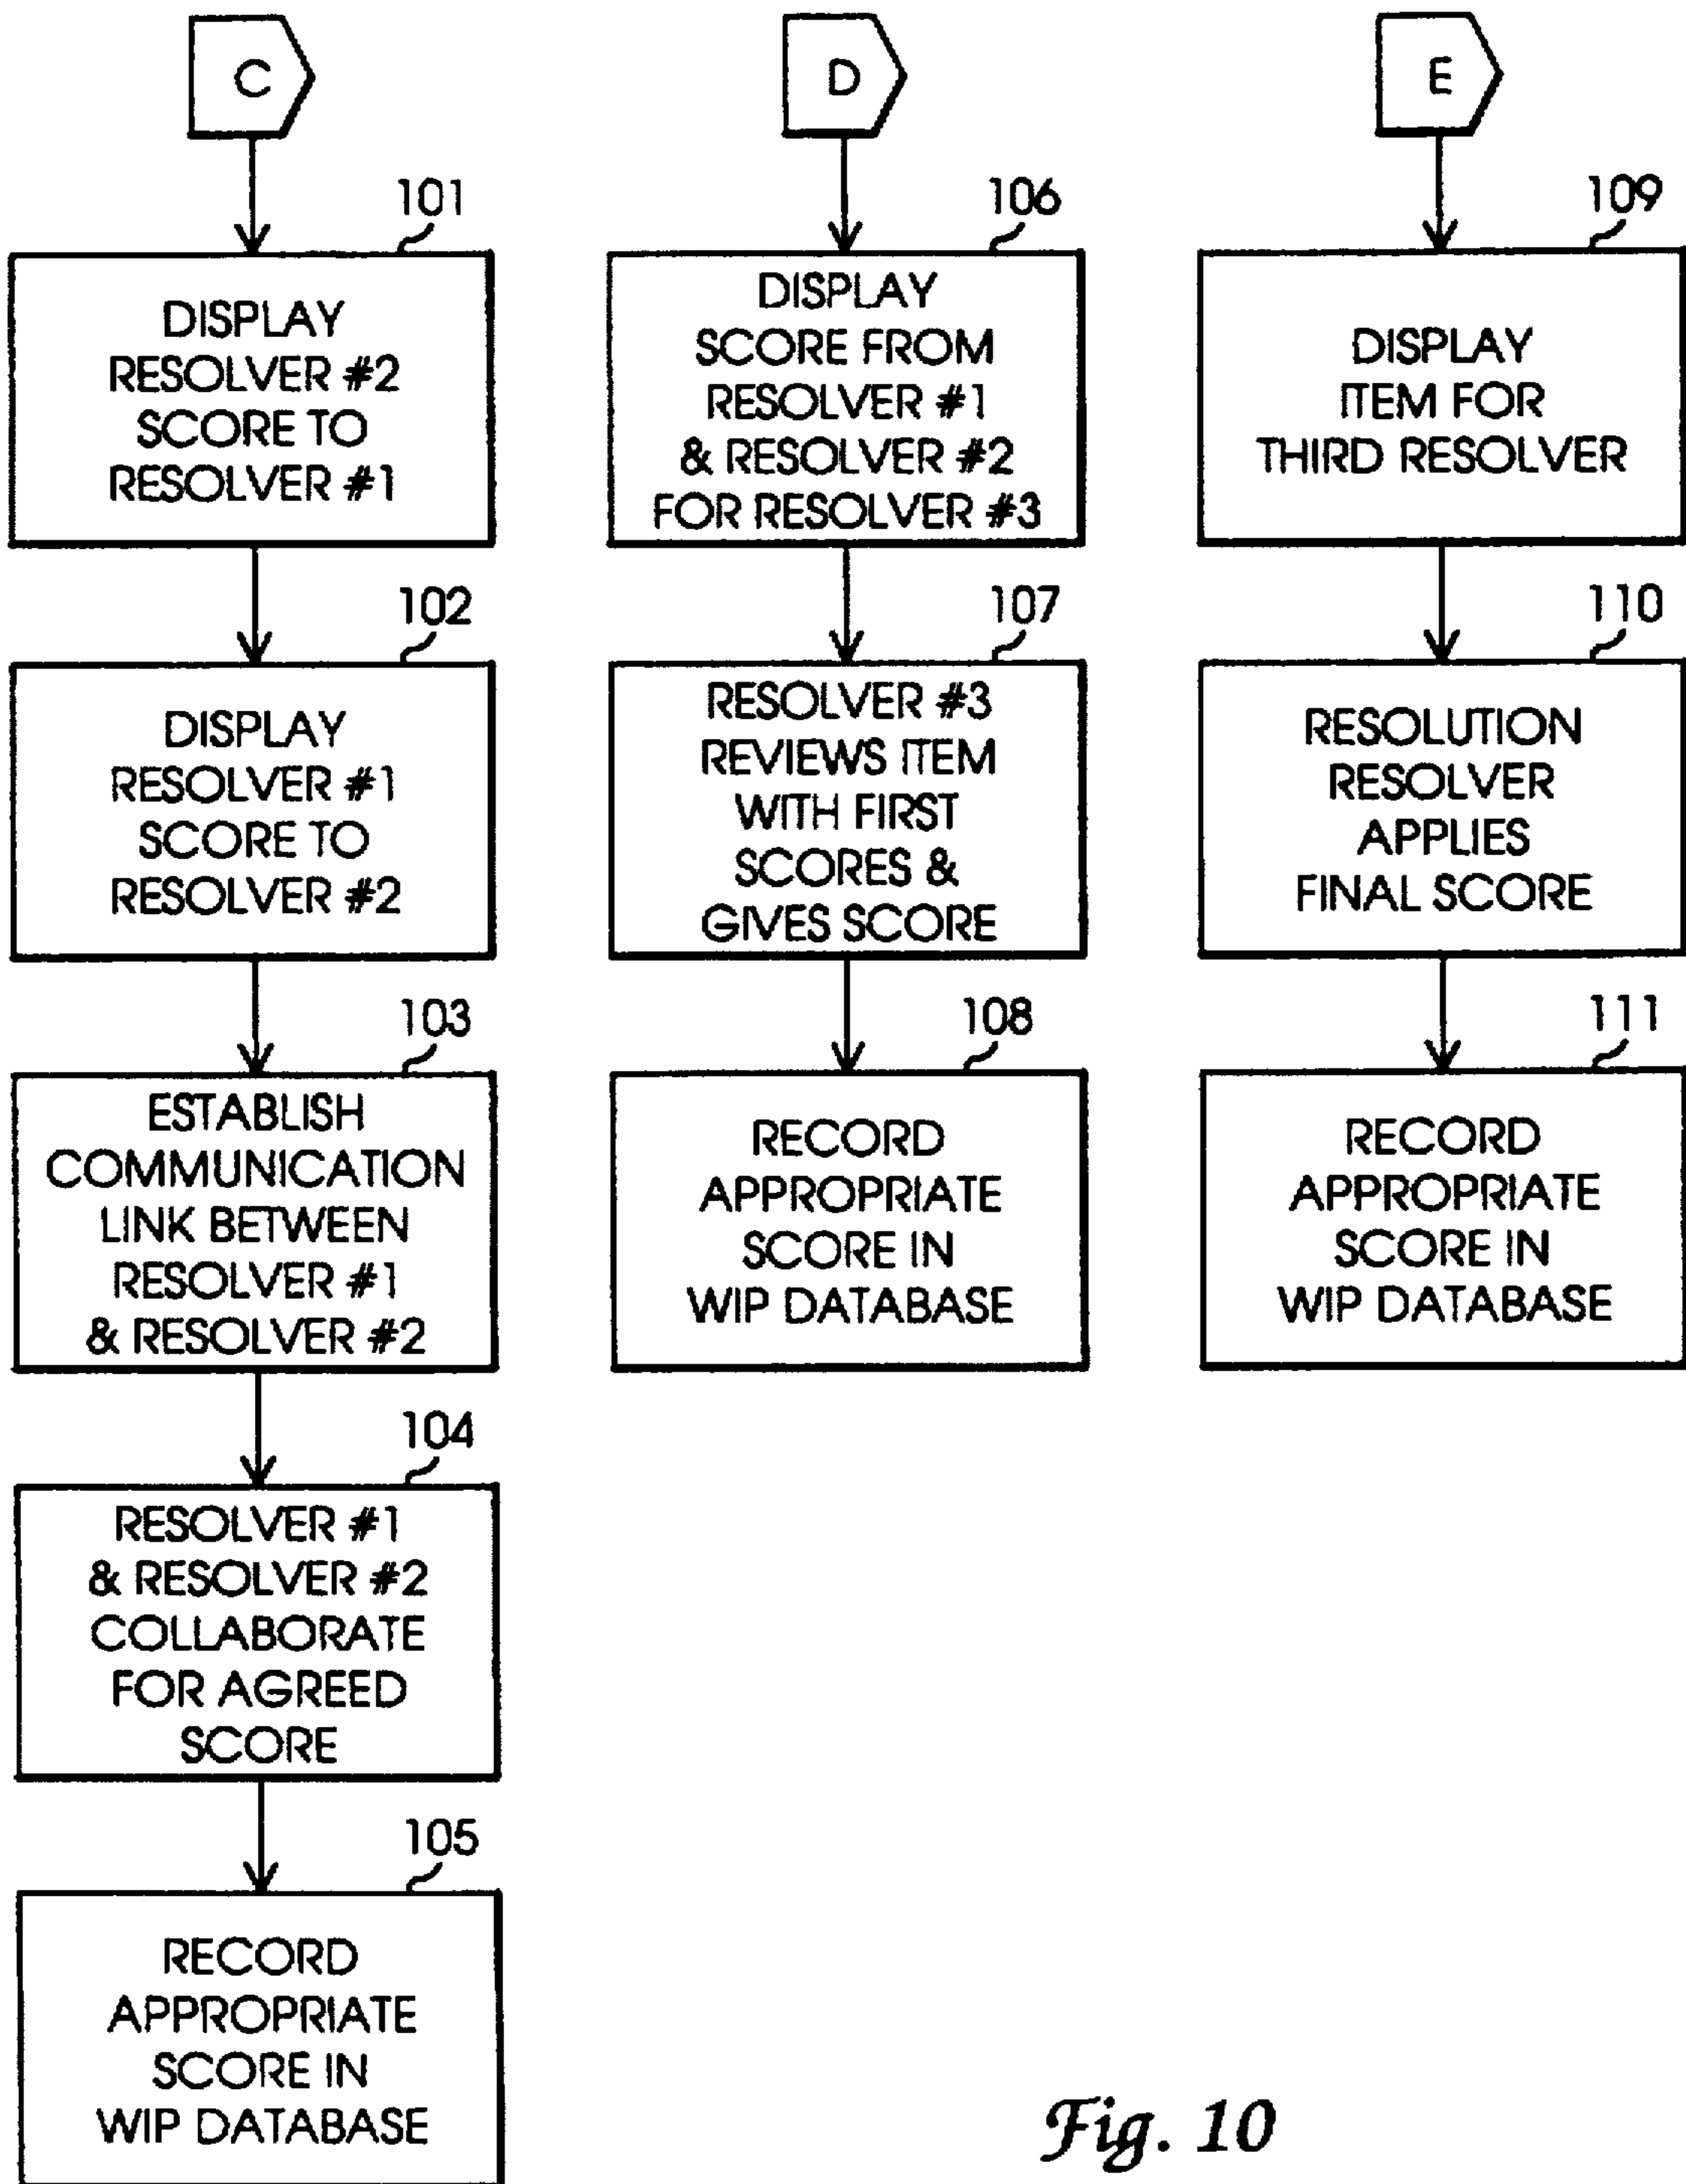 C
101
DISPLAY
RESOLVER #2
SCORE TO
RESOLVER #1
102
DISPLAY
RESOLVER #1
SCORE TO
RESOLVER #2
103
ESTABLISH
COMMUNICATION
LINK BETWEEN
RESOLVER #1
& RESOLVER #2
104
RESOLVER #1
& RESOLVER #2
COLLABORATE
FOR AGREED
SCORE
105
RECORD
APPROPRIATE
SCORE IN
WIP DATABASE
D
106
DISPLAY
SCORE FROM
RESOLVER #1
& RESOLVER #2
FOR RESOLVER #3
107
RESOLVER #3
REVIEWS ITEM
WITH FIRST
SCORES &
GIVES SCORE
108
RECORD
APPROPRIATE
SCORE IN
WIP DATABASE
E
109
DISPLAY
ITEM FOR
THIRD RESOLVER
110
RESOLUTION
RESOLVER
APPLIES
FINAL SCORE
111
RECORD
APPROPRIATE
SCORE IN
WIP DATABASE
Fig. 10